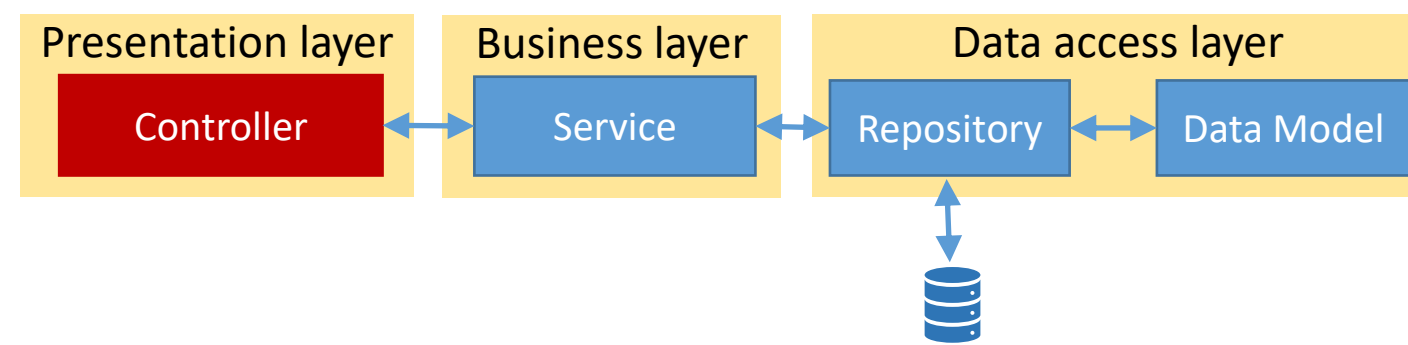 Presentation layer
Business layer
Data access layer
Controller
Service
Repository
Data Model